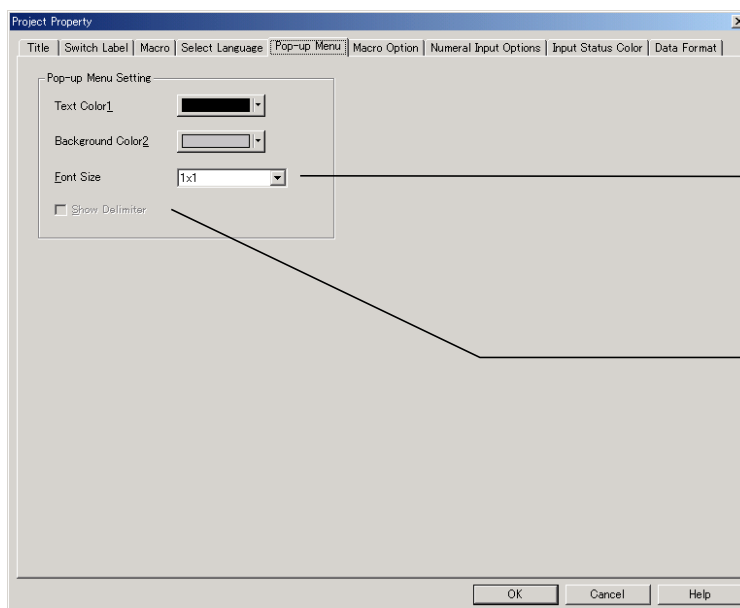 Project Property
Title Switch Label Macro Select Language Pop-up Menu Macro Option Numeral Input Options Input Status Color Data Format
Pop-up Menu Setting
Text Color1
Background Color2
Font Size 1x1
Show Delimiter
OK Cancel Help